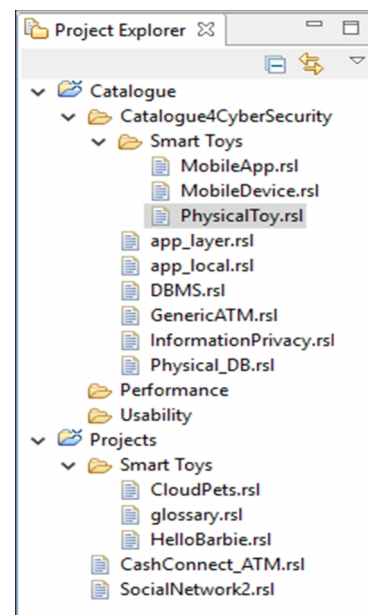 Project Explorer
Catalogue
Catalogue4CyberSecurity
Smart Toys
MobileApp.rsl
MobileDevice.rsl
PhysicalToy.rsl
app_layer.rsl
app_local.rsl
DBMS.rsl
GenericATM.rsl
InformationPrivacy.rsl
Physical_DB.rsl
Performance
Usability
Projects
Smart Toys
CloudPets.rsl
glossary.rsl
HelloBarbie.rsl
CashConnect_ATM.rsl
SocialNetwork2.rsl